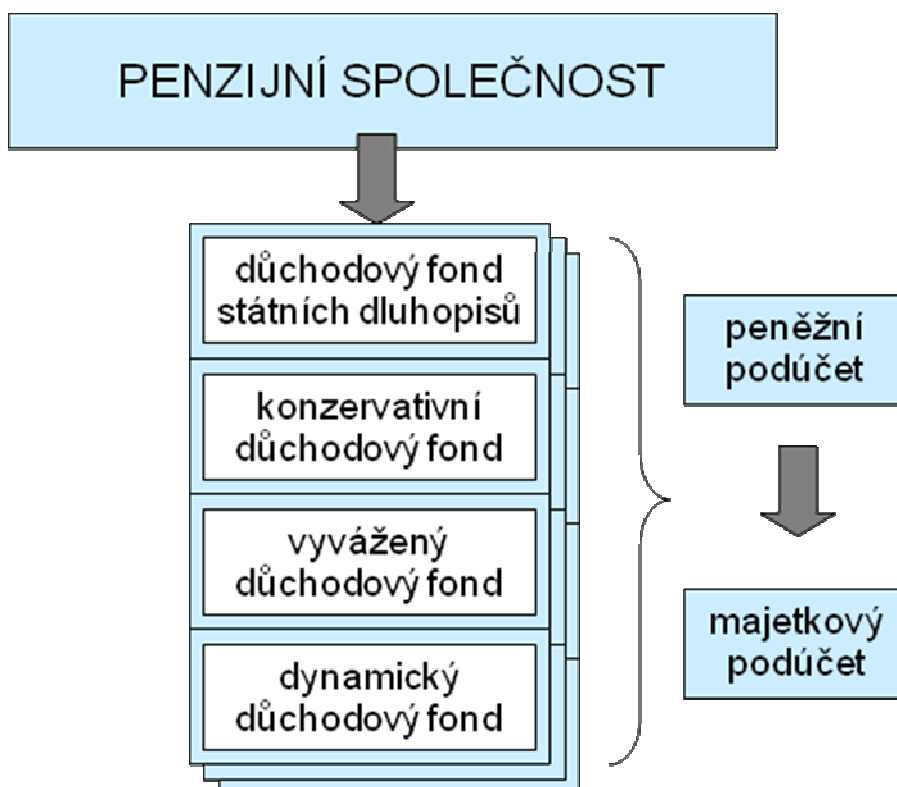 PENZIJNÍ SPOLEČNOST
důchodový fond
státních dluhopisů
konzervativní
důchodový fond
vyvážený
důchodový fond
dynamický
důchodový fond
peněžní
podúčet
majetkový
podúčet